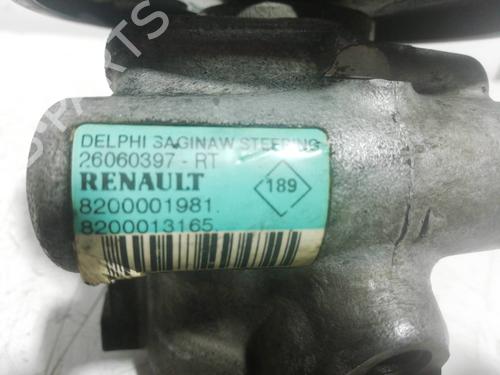 DELPHI SAGINAW STEERING
26060397 - RT
RENAULT
189
8200001981.
8200013165.